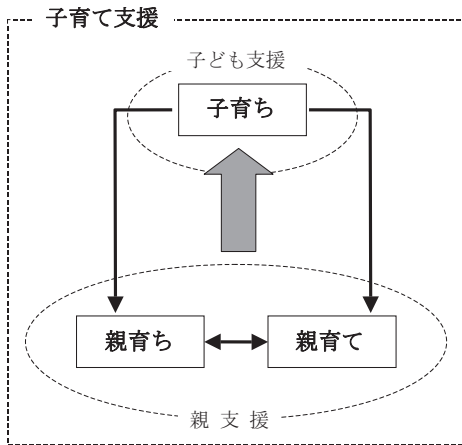 子育て支援
子ども支援
子育ち
親育ち
親育て
親 支 援